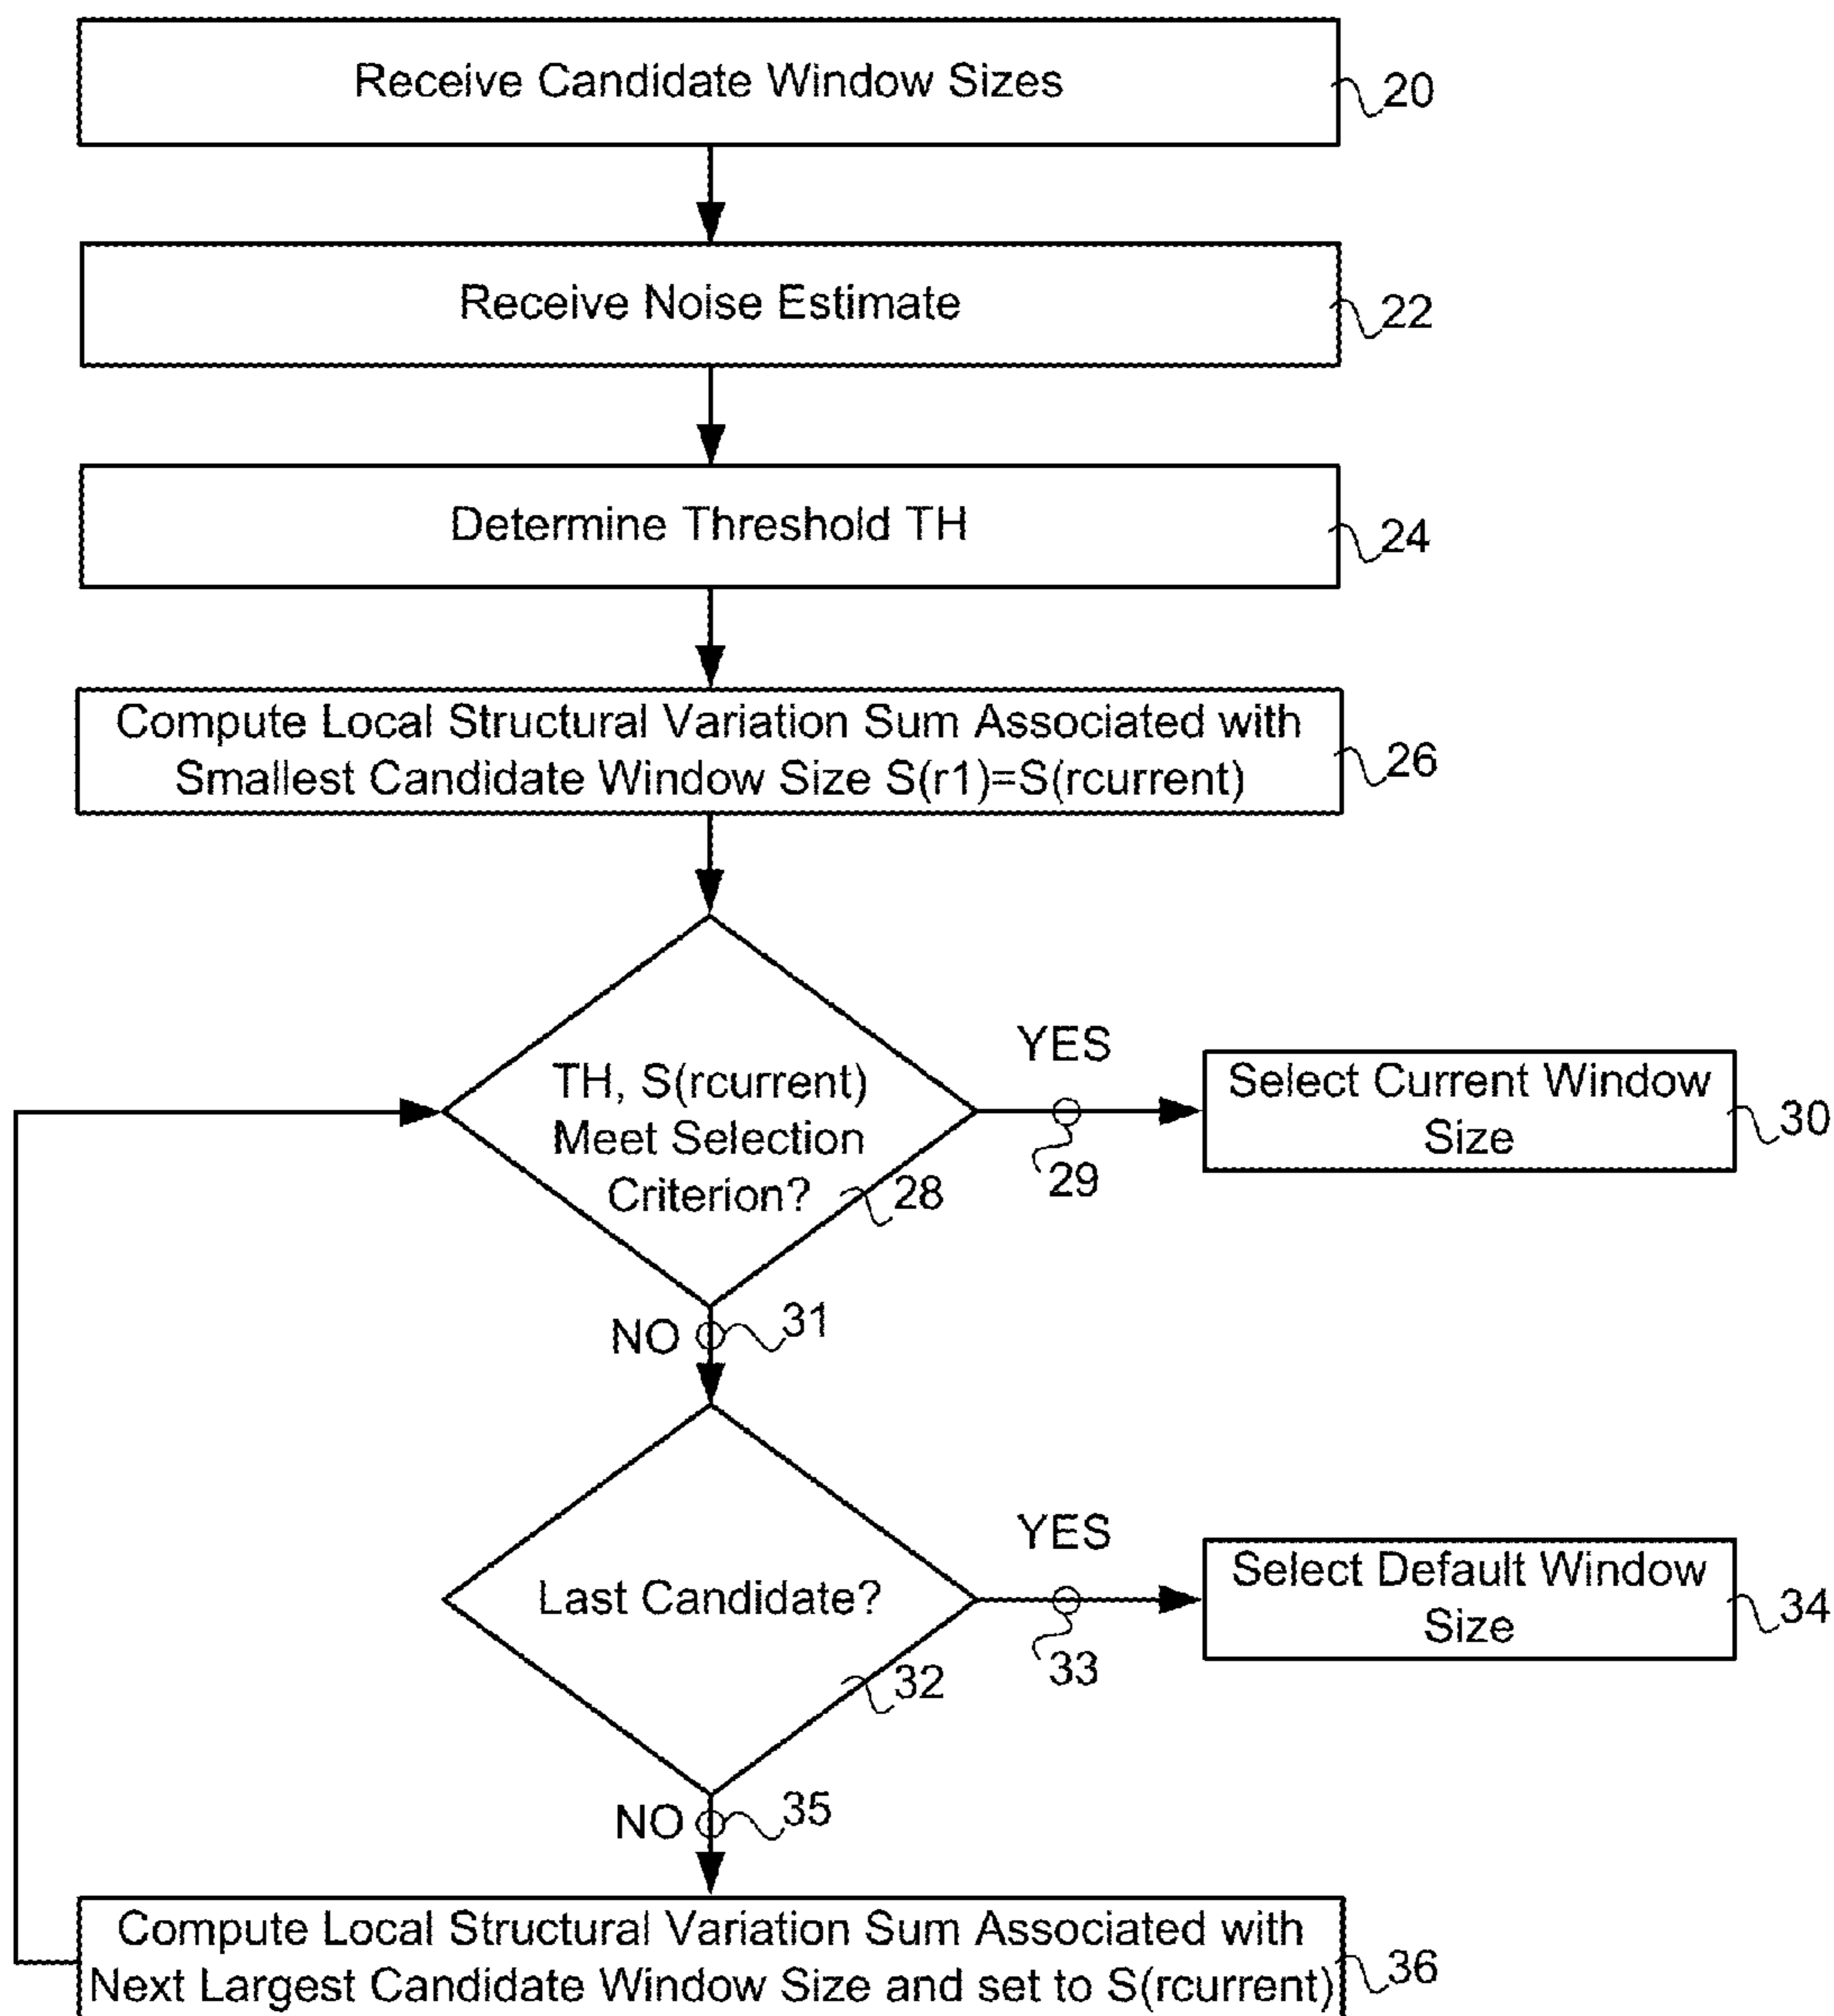 Receive Candidate Window Sizes
20
Receive Noise Estimate
22
Determine Threshold TH
24
Compute Local Structural Variation Sum Associated with
Smallest Candidate Window Size S(r1)=S(rcurrent)
26
TH, S(rcurrent)
Meet Selection
Criterion?
28
YES
29
Select Current Window
Size
30
NO
31
Last Candidate?
32
YES
33
Select Default Window
Size
34
NO
35
Compute Local Structural Variation Sum Associated with
Next Largest Candidate Window Size and set to S(rcurrent)
36